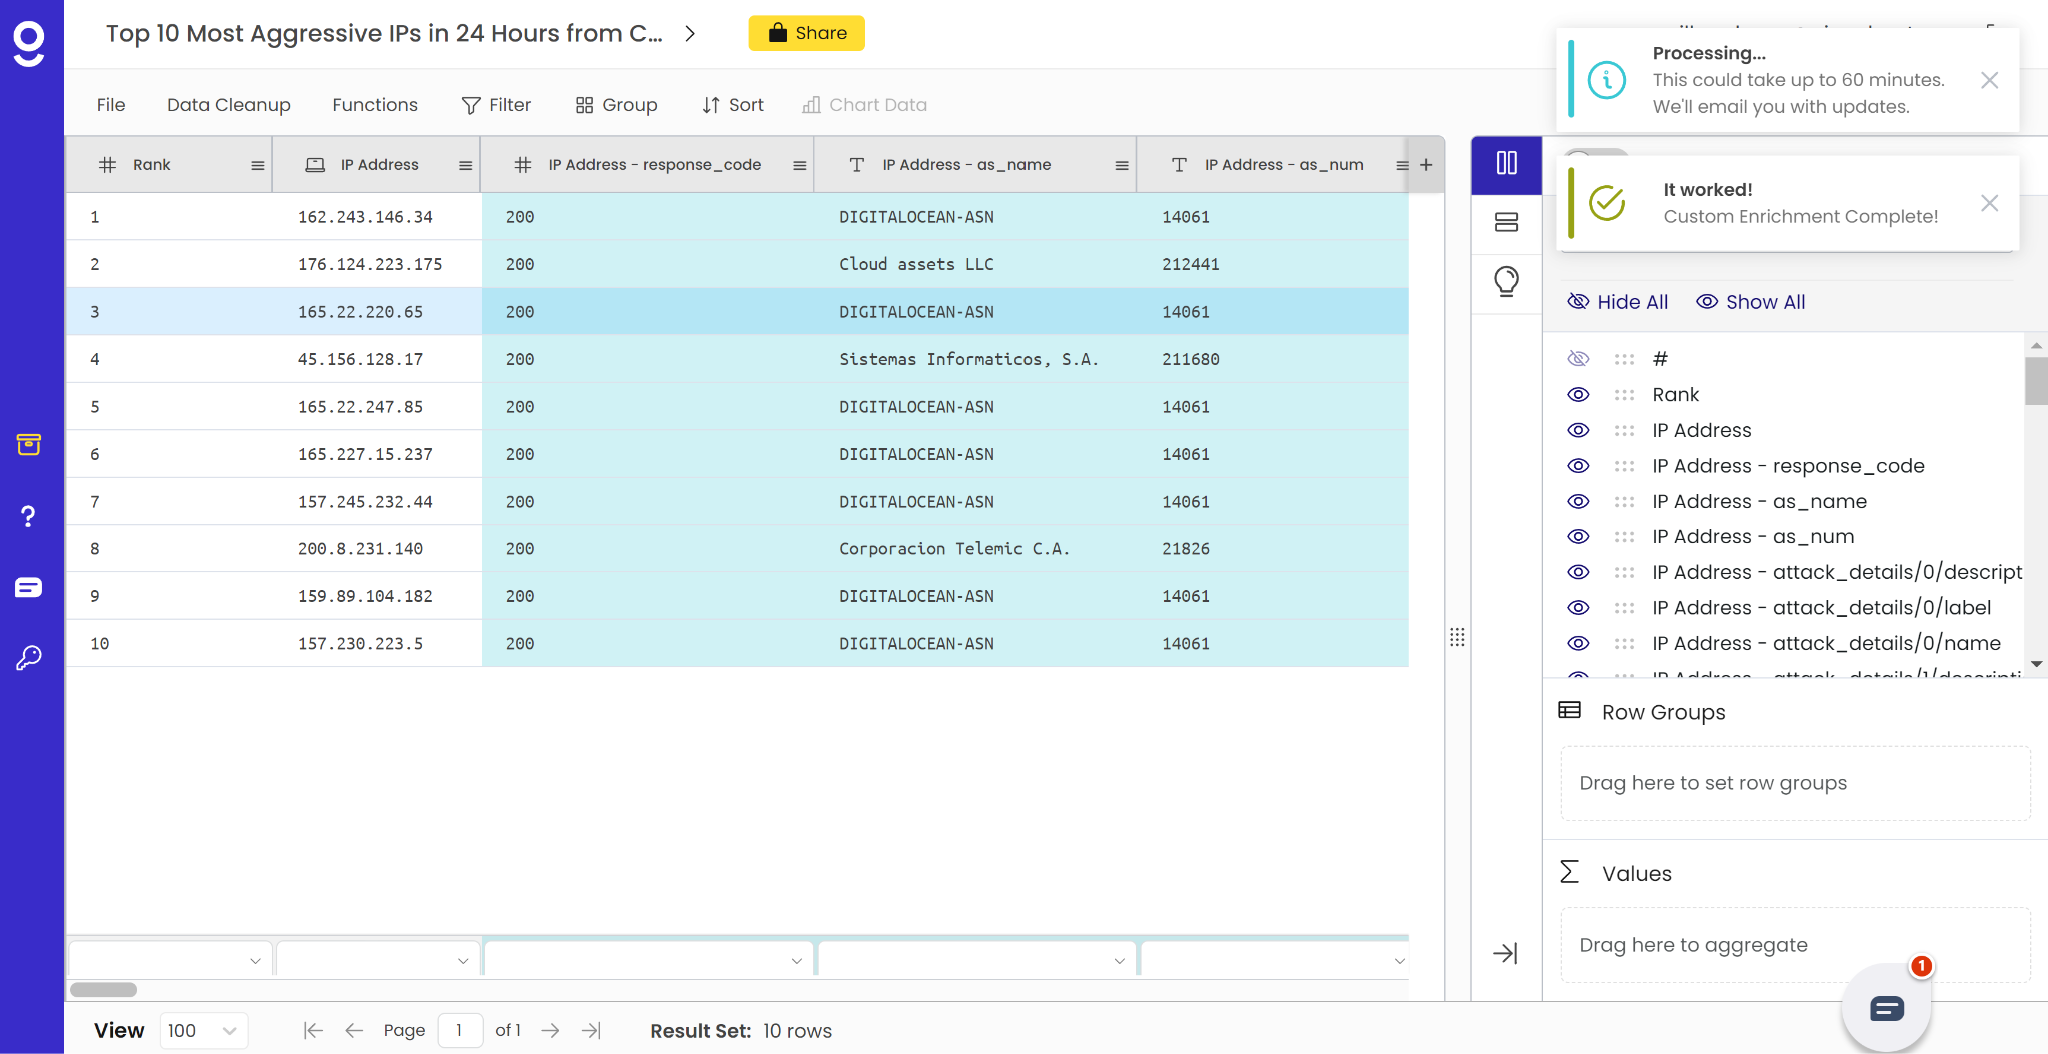 Top 10 Most Aggressive IPs in 24 Hours from C...
Share
Processing...
This could take up to 60 minutes.
We'll email you with updates.
File Data Cleanup Functions Filter Group Sort Chart Data
It worked!
Custom Enrichment Complete!
Rank IP Address IP Address - response_code IP Address - as_name IP Address - as_num +
1 162.243.146.34 200 DIGITALOCEAN-ASN 14061
2 176.124.223.175 200 Cloud assets LLC 212441
3 165.22.220.65 200 DIGITALOCEAN-ASN 14061
4 45.156.128.17 200 Sistemas Informaticos, S.A. 211680
5 165.22.247.85 200 DIGITALOCEAN-ASN 14061
6 165.227.15.237 200 DIGITALOCEAN-ASN 14061
7 157.245.232.44 200 DIGITALOCEAN-ASN 14061
8 200.8.231.140 200 Corporacion Telemic C.A. 21826
9 159.89.104.182 200 DIGITALOCEAN-ASN 14061
10 157.230.223.5 200 DIGITALOCEAN-ASN 14061
Hide All Show All
#
Rank
IP Address
IP Address - response_code
IP Address - as_name
IP Address - as_num
IP Address - attack_details/0/descript
IP Address - attack_details/0/label
IP Address - attack_details/0/name
IP Address - attack_details/1/descripti
Row Groups
Drag here to set row groups
Values
Drag here to aggregate
1
View 100 Page 1 of 1 Result Set: 10 rows